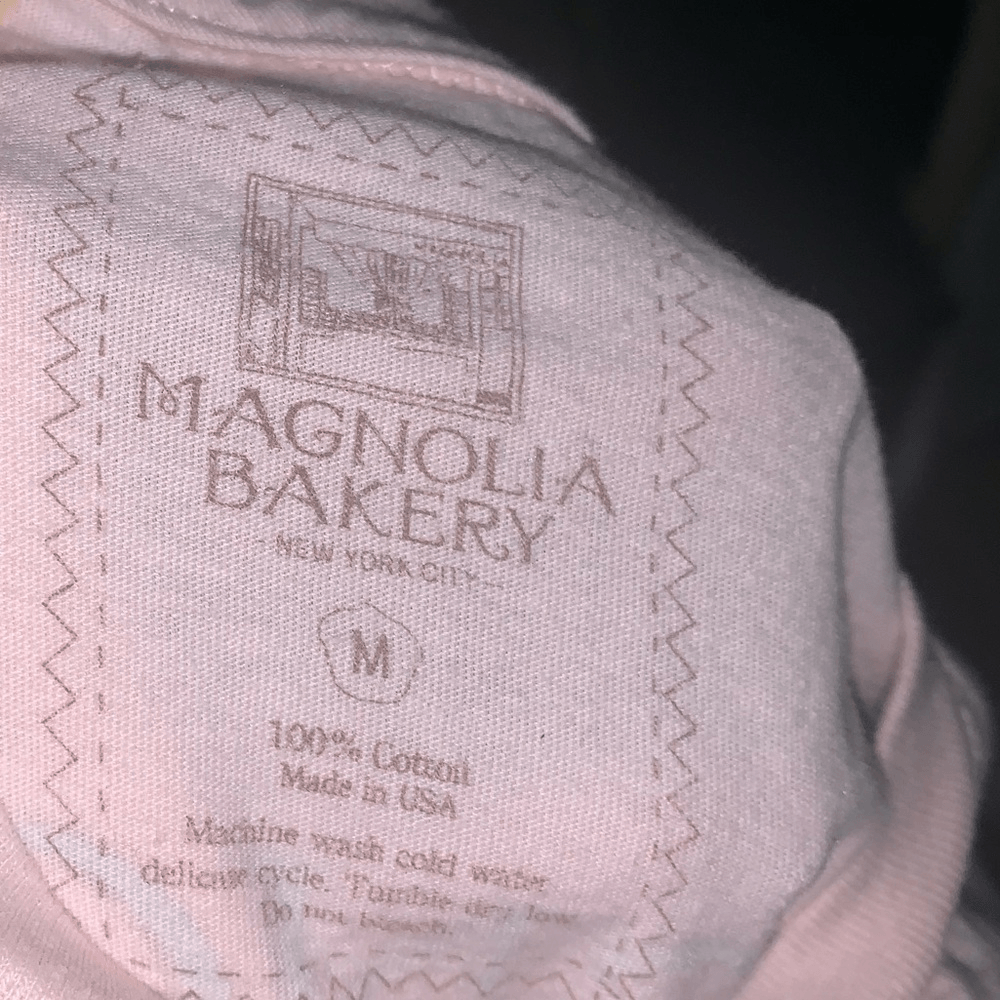 MAGNOLIA
MAGNOLIA
BAKERY
NEW YORK CITY
M
100% Cotton
Made in USA
Machine wash cold water
delicate cycle. Tumble dry low
Do not bleach.